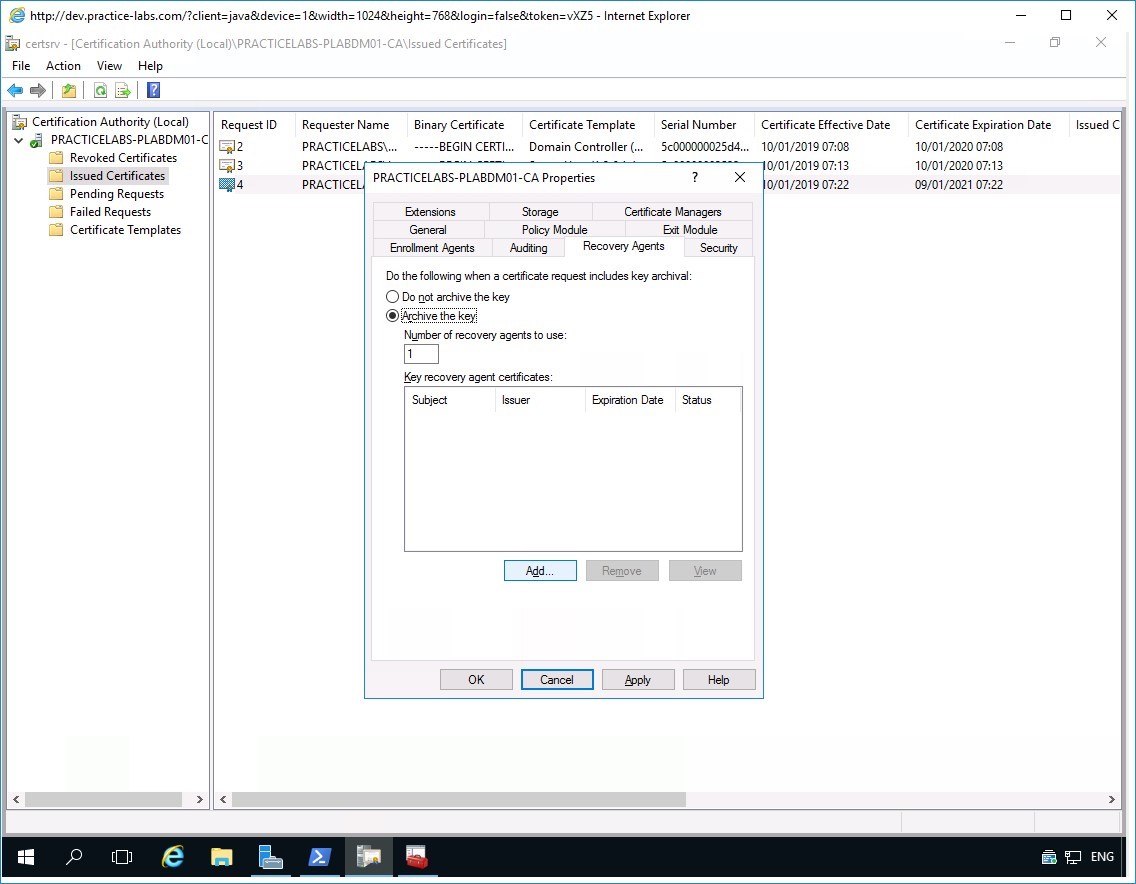 http://dev.practice-labs.com/?client=java&device=1&width=1024&height=768&login=false&token=vXZ5 - Internet Explorer
certsrv - [Certification Authority (Local)\PRACTICELABS-PLABDM01-CA\Issued Certificates]
File Action View Help
Certification Authority (Local)
PRACTICELABS-PLABDM01-C
Revoked Certificates
Issued Certificates
Pending Requests
Failed Requests
Certificate Templates
Request ID Requester Name Binary Certificate Certificate Template Serial Number Certificate Effective Date Certificate Expiration Date Issued C
2 PRACTICELABS\... -----BEGIN CERTI... Domain Controller (... 5c000000025d4... 10/01/2019 07:08 10/01/2020 07:08
3 PRACTICEL 10/01/2019 07:13 10/01/2020 07:13
4 PRACTICEL 10/01/2019 07:22 09/01/2021 07:22
PRACTICELABS-PLABDM01-CA Properties ?
Extensions Storage Certificate Managers
General Policy Module Exit Module
Enrollment Agents Auditing Recovery Agents Security
Do the following when a certificate request includes key archival:
Do not archive the key
Archive the key
Number of recovery agents to use:
1
Key recovery agent certificates:
Subject Issuer Expiration Date Status
Add... Remove View
OK Cancel Apply Help
ENG